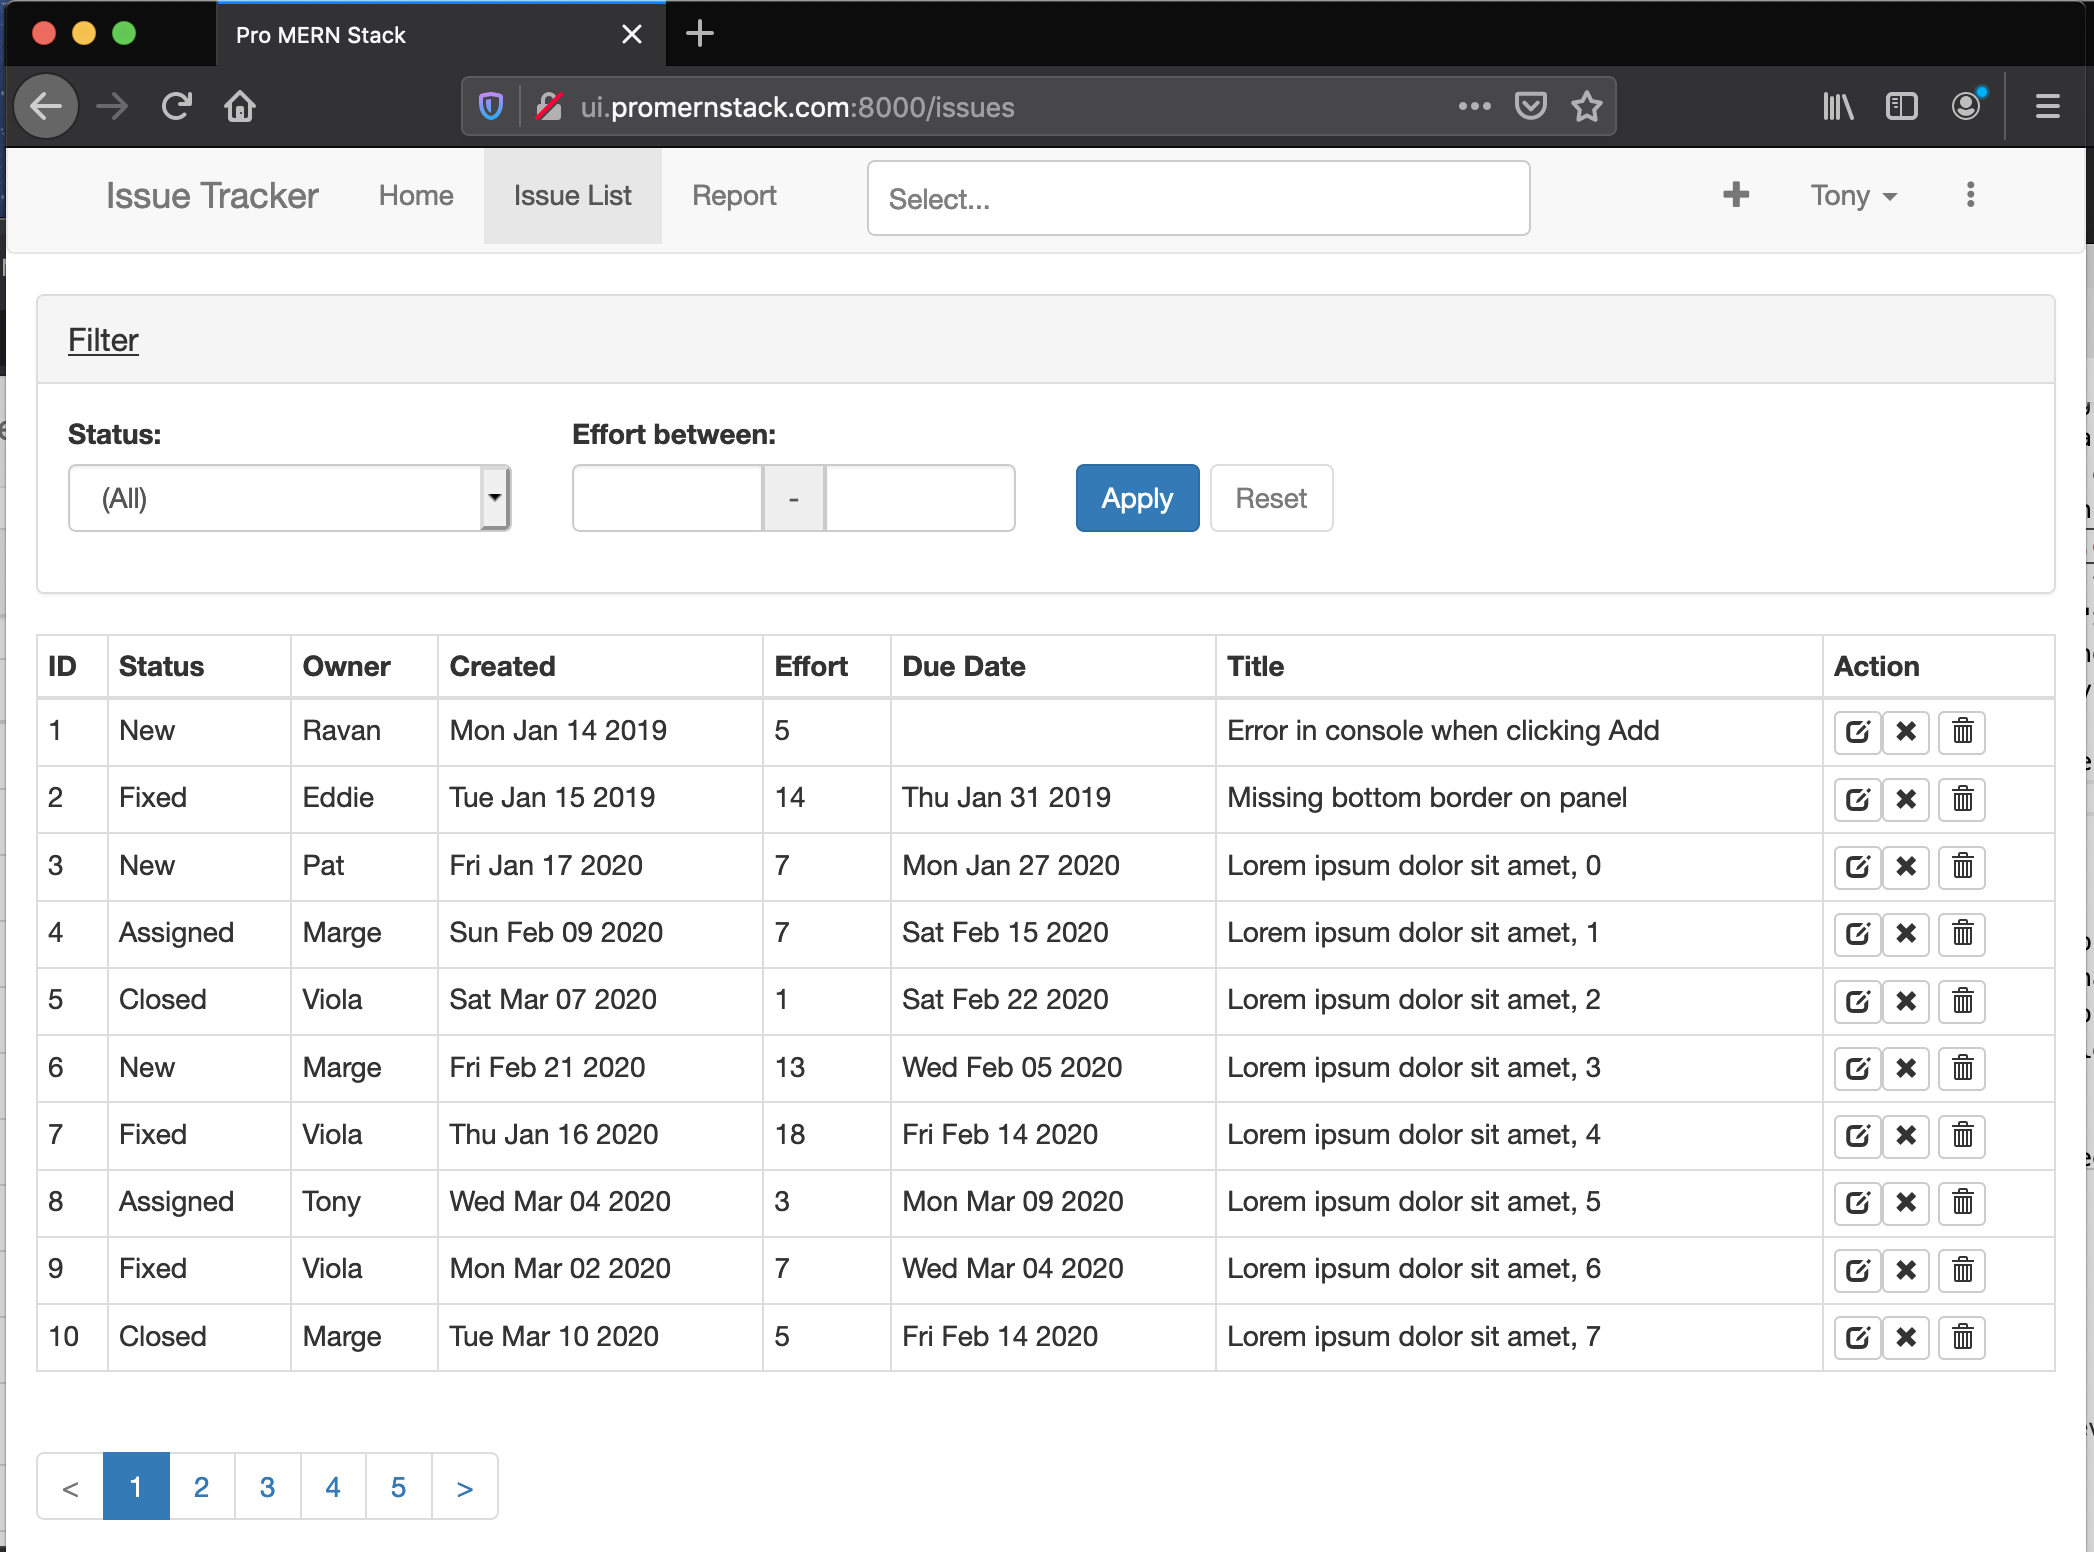 Pro MERN Stack
ui.promernstack.com:8000/issues
Issue Tracker Home Issue List Report Select... Tony
Filter
Status: Effort between:
(All) - Apply Reset
ID Status Owner Created Effort Due Date Title Action
1 New Ravan Mon Jan 14 2019 5 Error in console when clicking Add
2 Fixed Eddie Tue Jan 15 2019 14 Thu Jan 31 2019 Missing bottom border on panel
3 New Pat Fri Jan 17 2020 7 Mon Jan 27 2020 Lorem ipsum dolor sit amet, 0
4 Assigned Marge Sun Feb 09 2020 7 Sat Feb 15 2020 Lorem ipsum dolor sit amet, 1
5 Closed Viola Sat Mar 07 2020 1 Sat Feb 22 2020 Lorem ipsum dolor sit amet, 2
6 New Marge Fri Feb 21 2020 13 Wed Feb 05 2020 Lorem ipsum dolor sit amet, 3
7 Fixed Viola Thu Jan 16 2020 18 Fri Feb 14 2020 Lorem ipsum dolor sit amet, 4
8 Assigned Tony Wed Mar 04 2020 3 Mon Mar 09 2020 Lorem ipsum dolor sit amet, 5
9 Fixed Viola Mon Mar 02 2020 7 Wed Mar 04 2020 Lorem ipsum dolor sit amet, 6
10 Closed Marge Tue Mar 10 2020 5 Fri Feb 14 2020 Lorem ipsum dolor sit amet, 7
< 1 2 3 4 5 >